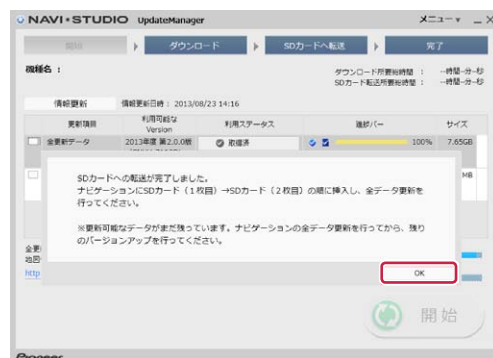 NAVI•STUDIO UpdateManager
メニュー
開始
ダウンロード
SDカードへ転送
完了
機種名 :
ダウンロード所要総時間 : --時間-分-秒
SDカード転送所要総時間 : --時間-分-秒
情報更新
情報更新日時 : 2013/08/23 14:16
更新項目
利用可能な
Version
利用ステータス
進捗バー
サイズ
全更新データ
2013年度 第2.0.0版
取得済
100%
7.65GB
MB
SDカードへの転送が完了しました。
ナビゲーションにSDカード(1枚目)→SDカード(2枚目)の順に挿入し、全データ更新を
行ってください。
※更新可能なデータがまだ残っています。ナビゲーションの全データ更新を行ってから、残り
のバージョンアップを行ってください。
OK
全更
地図
http
開始
Pioneer